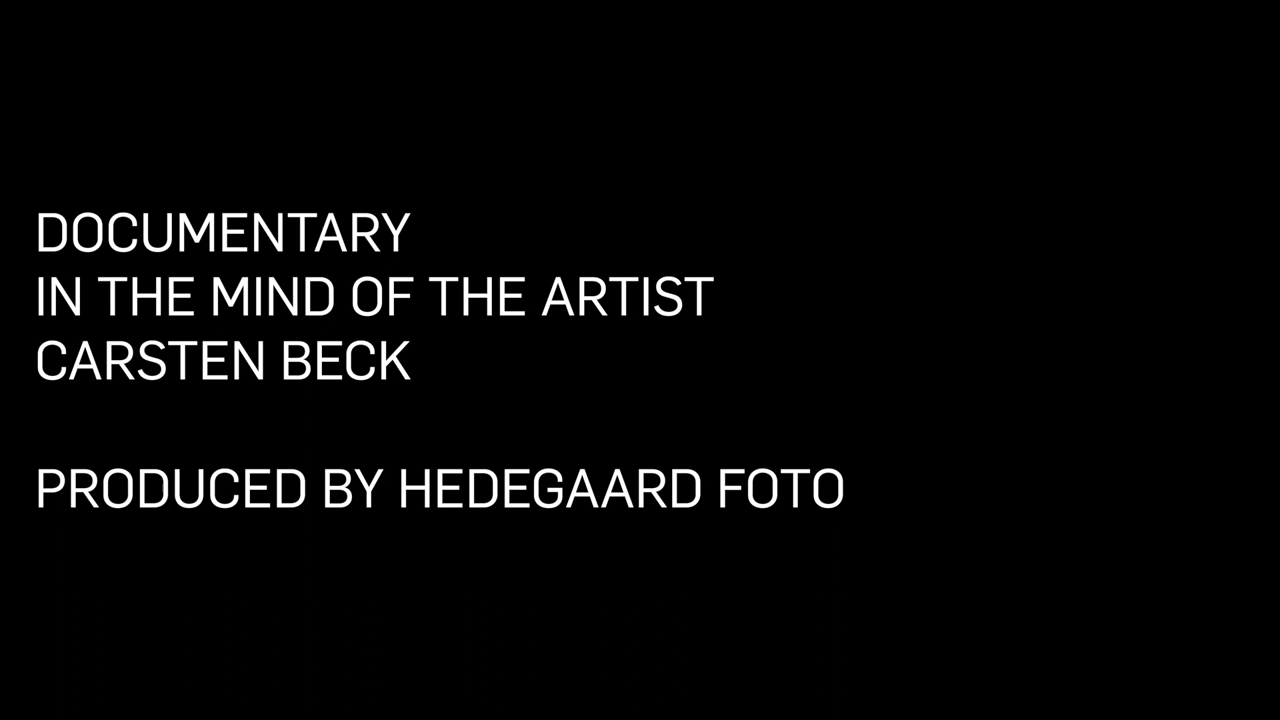 DOCUMENTARY
IN THE MIND OF THE ARTIST
CARSTEN BECK
PRODUCED BY HEDEGAARD FOTO